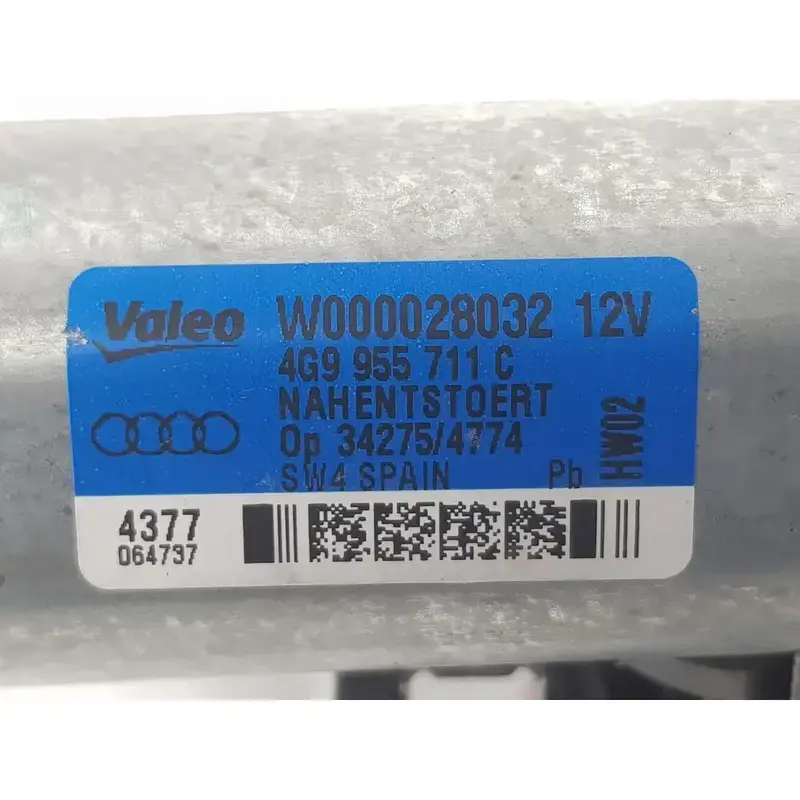 Valeo W000028032 12V
4G9 955 711 C
NAHENTSTOERT
Op 34275/4774
SW4 SPAIN Pb
HW02
4377
064737